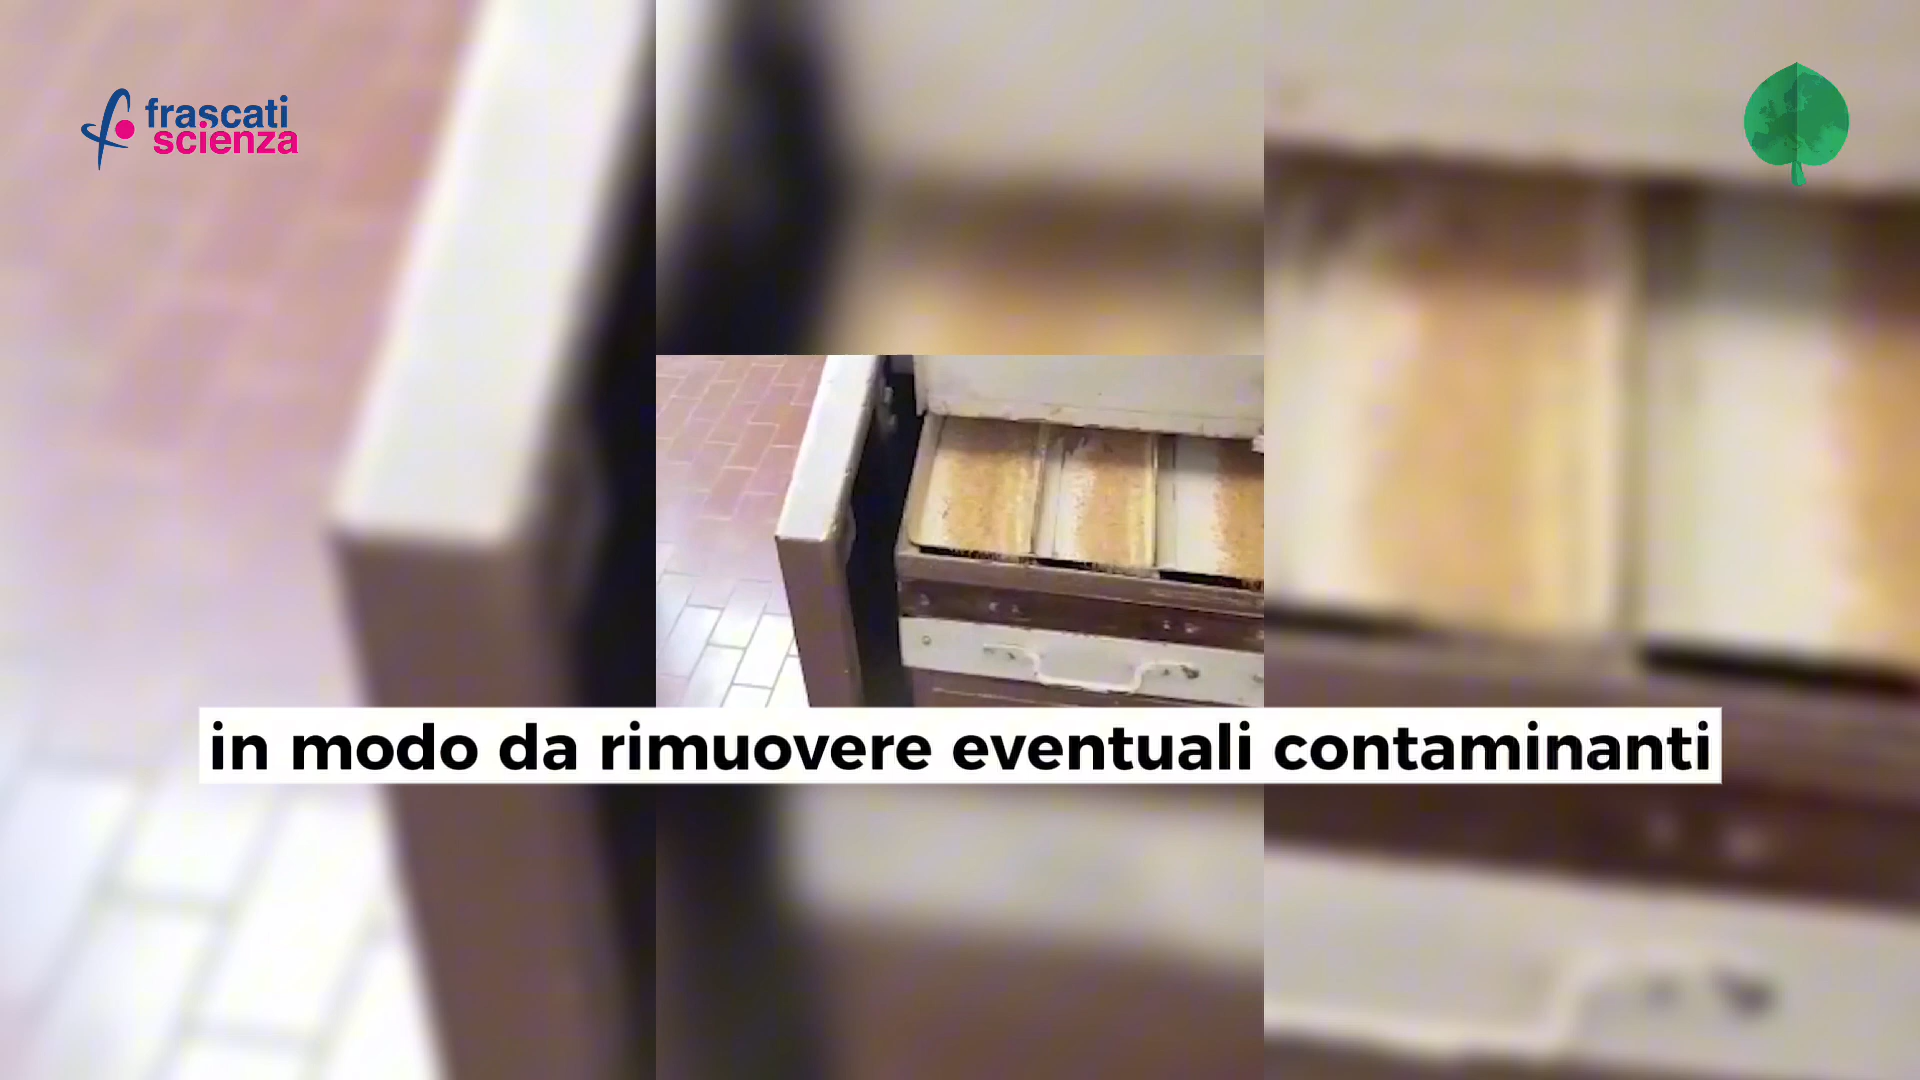 frascati
scienza
in modo da rimuovere eventuali contaminanti